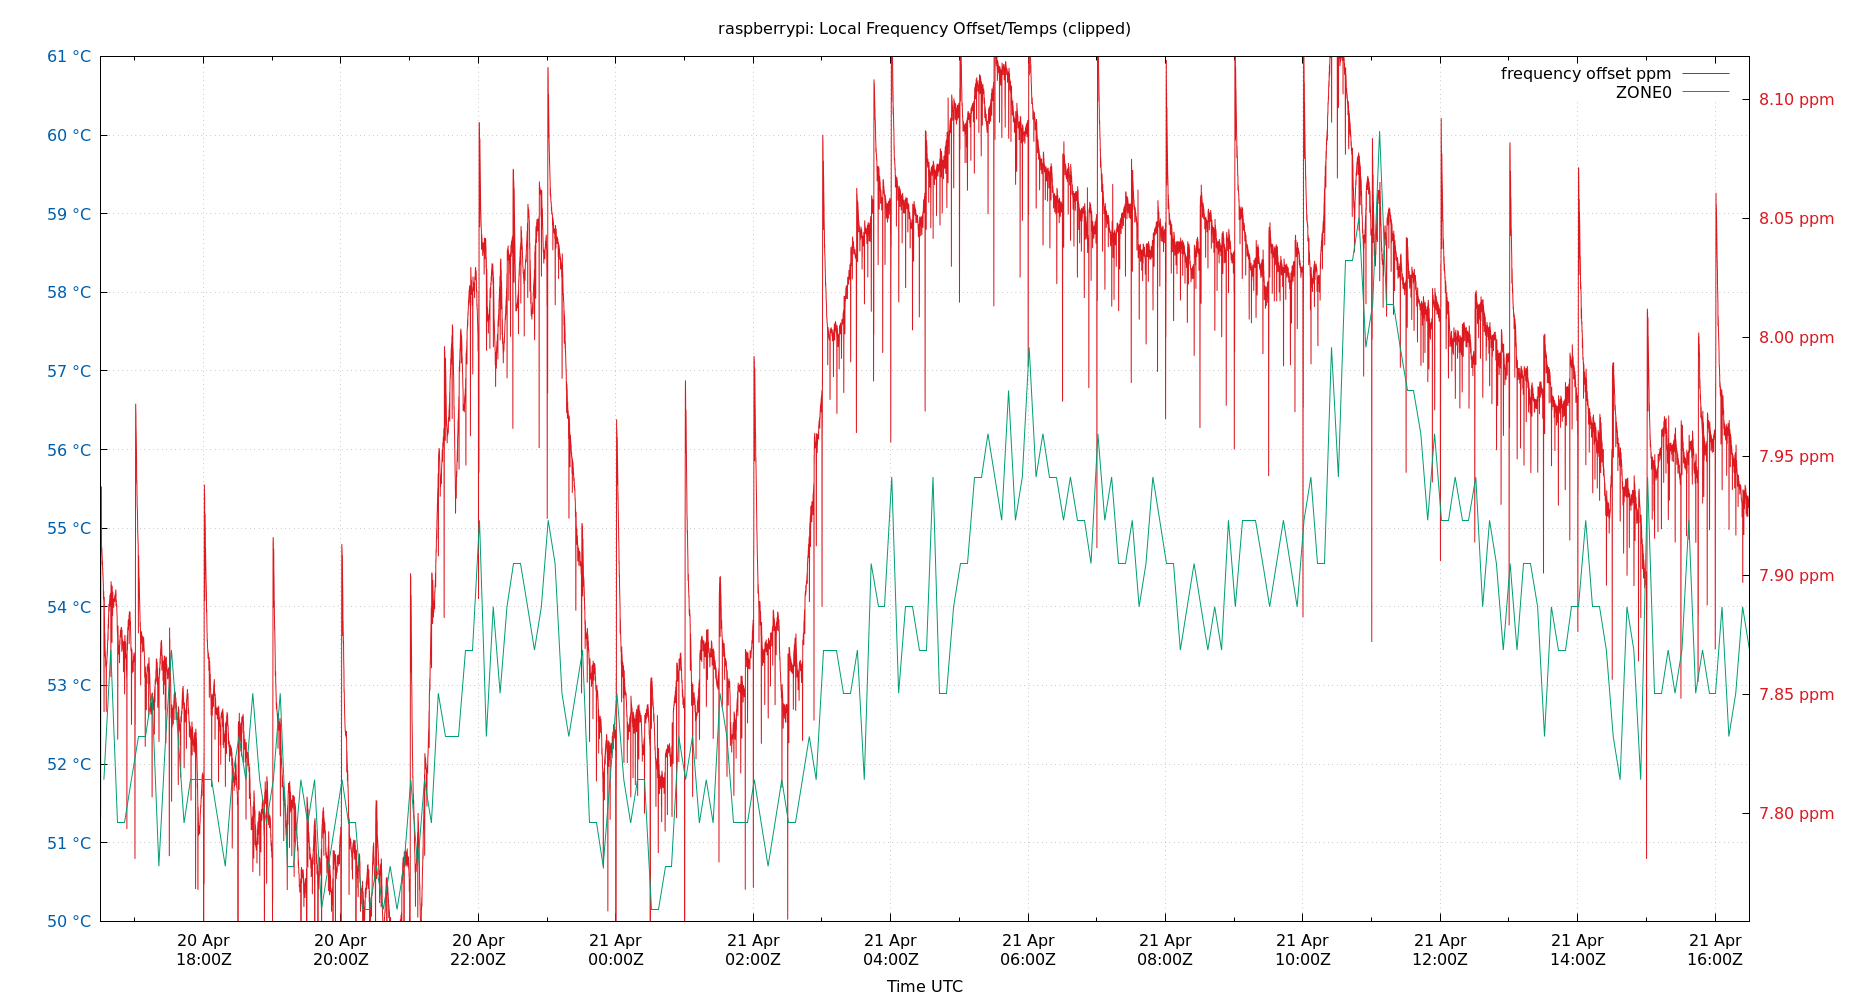 raspberrypi: Local Frequency Offset/Temps (clipped)
frequency offset ppm
ZONE0
61 °C
60 °C
59 °C
58 °C
57 °C
56 °C
55 °C
54 °C
53 °C
52 °C
51 °C
50 °C
8.10 ppm
8.05 ppm
8.00 ppm
7.95 ppm
7.90 ppm
7.85 ppm
7.80 ppm
20 Apr 20 Apr 20 Apr 21 Apr 21 Apr 21 Apr 21 Apr 21 Apr 21 Apr 21 Apr 21 Apr 21 Apr
18:00Z 20:00Z 22:00Z 00:00Z 02:00Z 04:00Z 06:00Z 08:00Z 10:00Z 12:00Z 14:00Z 16:00Z
Time UTC